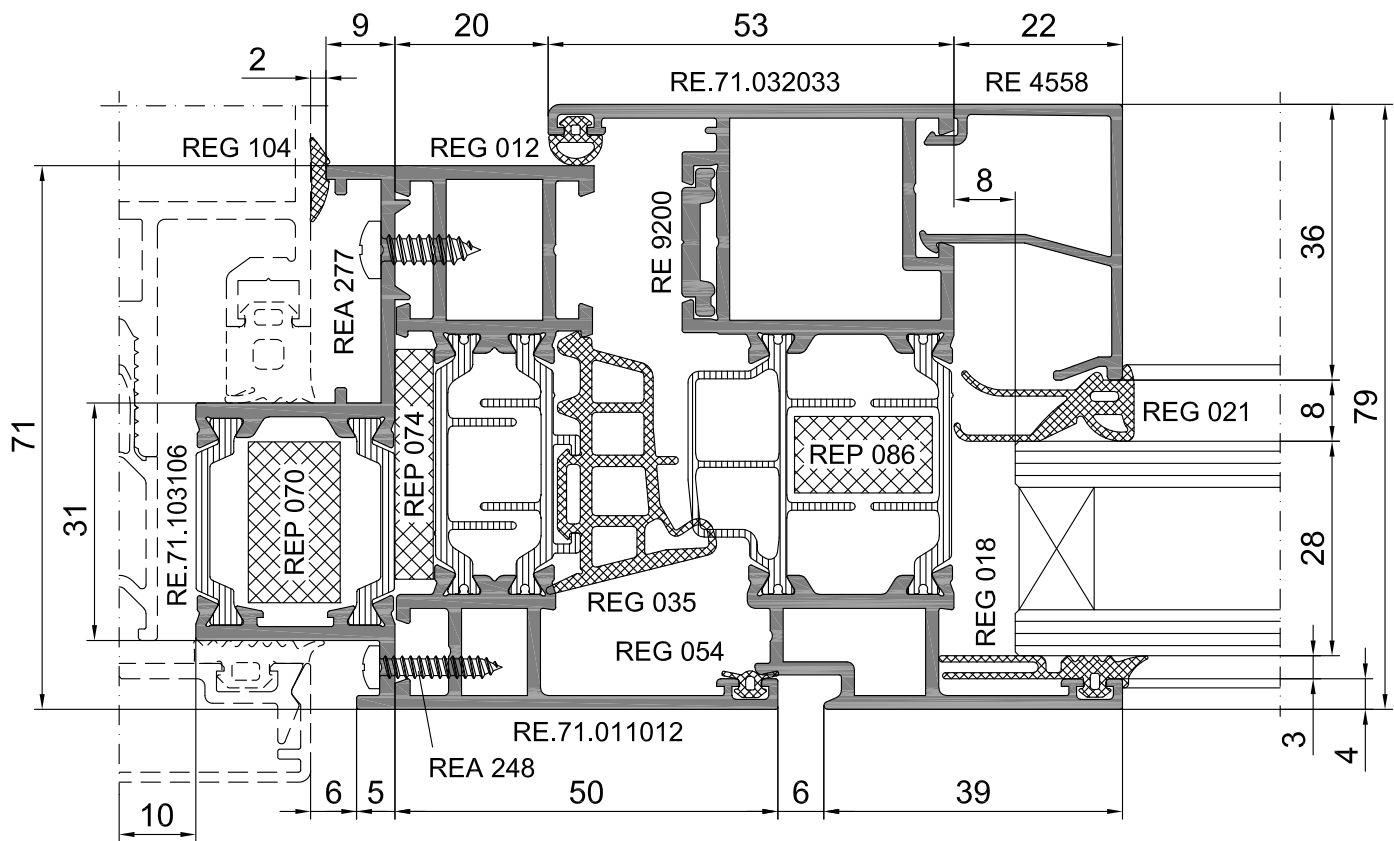 9
20
53
22
2
RE.71.032033
RE 4558
REG 104
REG 012
8
36
RE 9200
REA 277
71
79
REG 021
8
REP 074
REP 086
RE.71.103106
REP 070
31
28
REG 018
REG 035
REG 054
RE.71.011012
REA 248
3
4
6
5
50
6
39
10